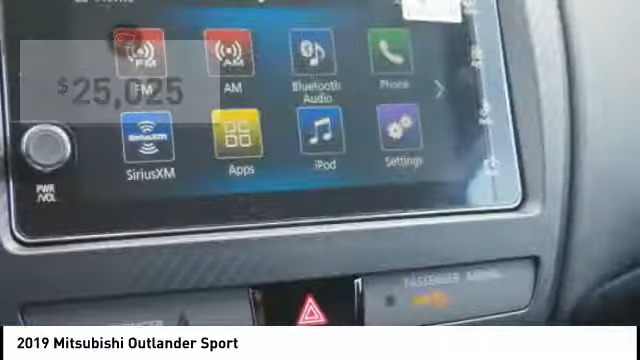 $25,025
FM AM Bluetooth Audio Phone
SiriusXM Apps iPod Settings
PWR /VOL
PASSENGER AIRBAG
2019 Mitsubishi Outlander Sport